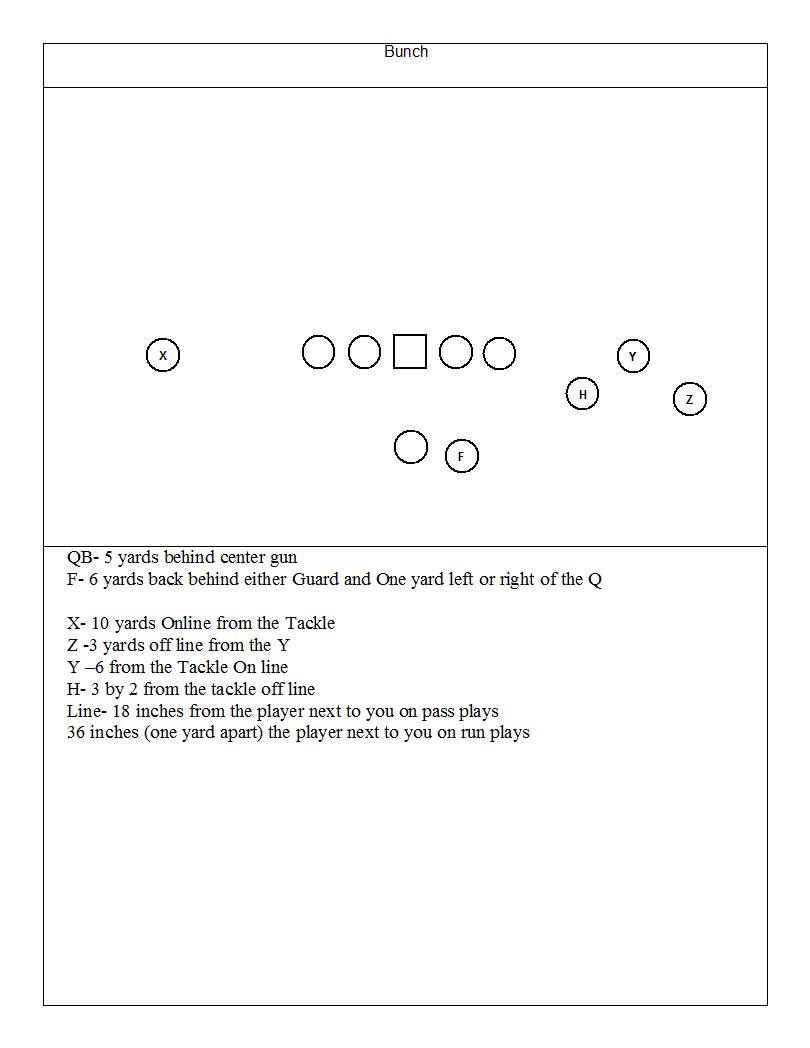 Bunch
X
Y
H
Z
F
QB- 5 yards behind center gun
F- 6 yards back behind either Guard and One yard left or right of the Q
X- 10 yards Online from the Tackle
Z -3 yards off line from the Y
Y –6 from the Tackle On line
H- 3 by 2 from the tackle off line
Line- 18 inches from the player next to you on pass plays
36 inches (one yard apart) the player next to you on run plays